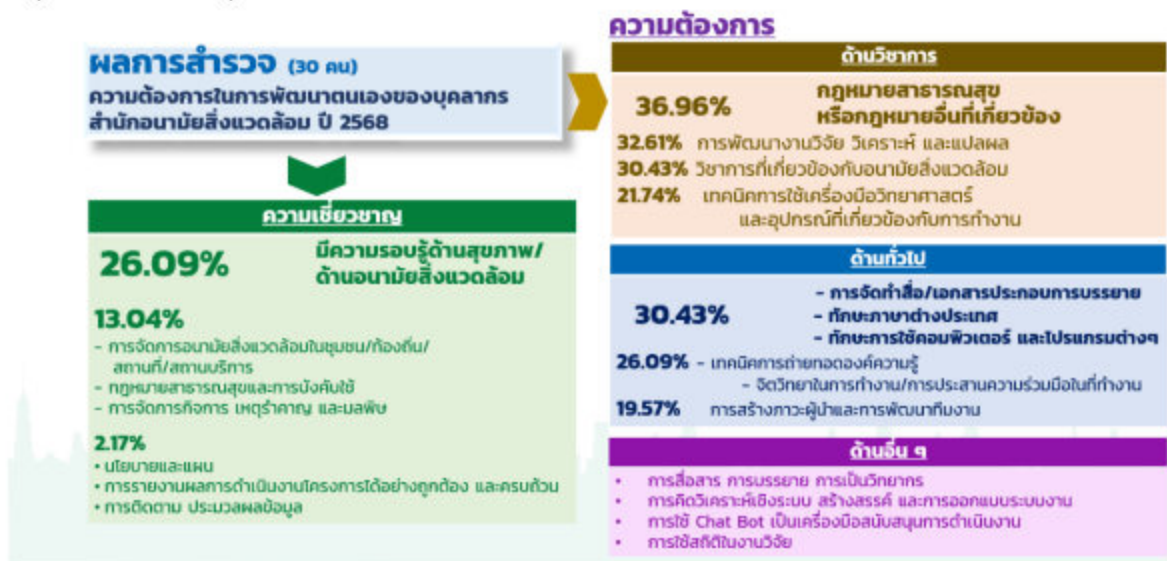 ผลการสำรวจ (30 คน)
ความต้องการในการพัฒนาตนเองของบุคลากร
สำนักอนามัยสิ่งแวดล้อม ปี 2568
ความเชี่ยวชาญ
26.09% มีความรอบรู้ด้านสุขภาพ/
ด้านอนามัยสิ่งแวดล้อม
13.04%
- การจัดการอนามัยสิ่งแวดล้อมในชุมชน/ท้องถิ่น/
สถานที่/สถานบริการ
- กฎหมายสาธารณสุขและการบังคับใช้
- การจัดการกิจการ เหตุรำคาญ และมลพิษ
2.17%
• นโยบายและแผน
• การรายงานผลการดำเนินงานโครงการได้อย่างถูกต้อง และครบถ้วน
• การติดตาม ประมวลผลข้อมูล
ความต้องการ
ด้านวิชาการ
36.96% กฎหมายสาธารณสุข
หรือกฎหมายอื่นที่เกี่ยวข้อง
32.61% การพัฒนางานวิจัย วิเคราะห์ และแปลผล
30.43% วิชาการที่เกี่ยวข้องกับอนามัยสิ่งแวดล้อม
21.74% เทคนิคการใช้เครื่องมือวิทยาศาสตร์
และอุปกรณ์ที่เกี่ยวข้องกับการทำงาน
ด้านทั่วไป
- การจัดทำสื่อ/เอกสารประกอบการบรรยาย
30.43% - ทักษะภาษาต่างประเทศ
- ทักษะการใช้คอมพิวเตอร์ และโปรแกรมต่างๆ
26.09% - เทคนิคการถ่ายทอดองค์ความรู้
- จิตวิทยาในการทำงาน/การประสานความร่วมมือในที่ทำงาน
19.57% การสร้างภาวะผู้นำและการพัฒนาทีมงาน
ด้านอื่น ๆ
• การสื่อสาร การบรรยาย การเป็นวิทยากร
• การคิดวิเคราะห์เชิงระบบ สร้างสรรค์ และการออกแบบระบบงาน
• การใช้ Chat Bot เป็นเครื่องมือสนับสนุนการดำเนินงาน
• การใช้สถิติในงานวิจัย